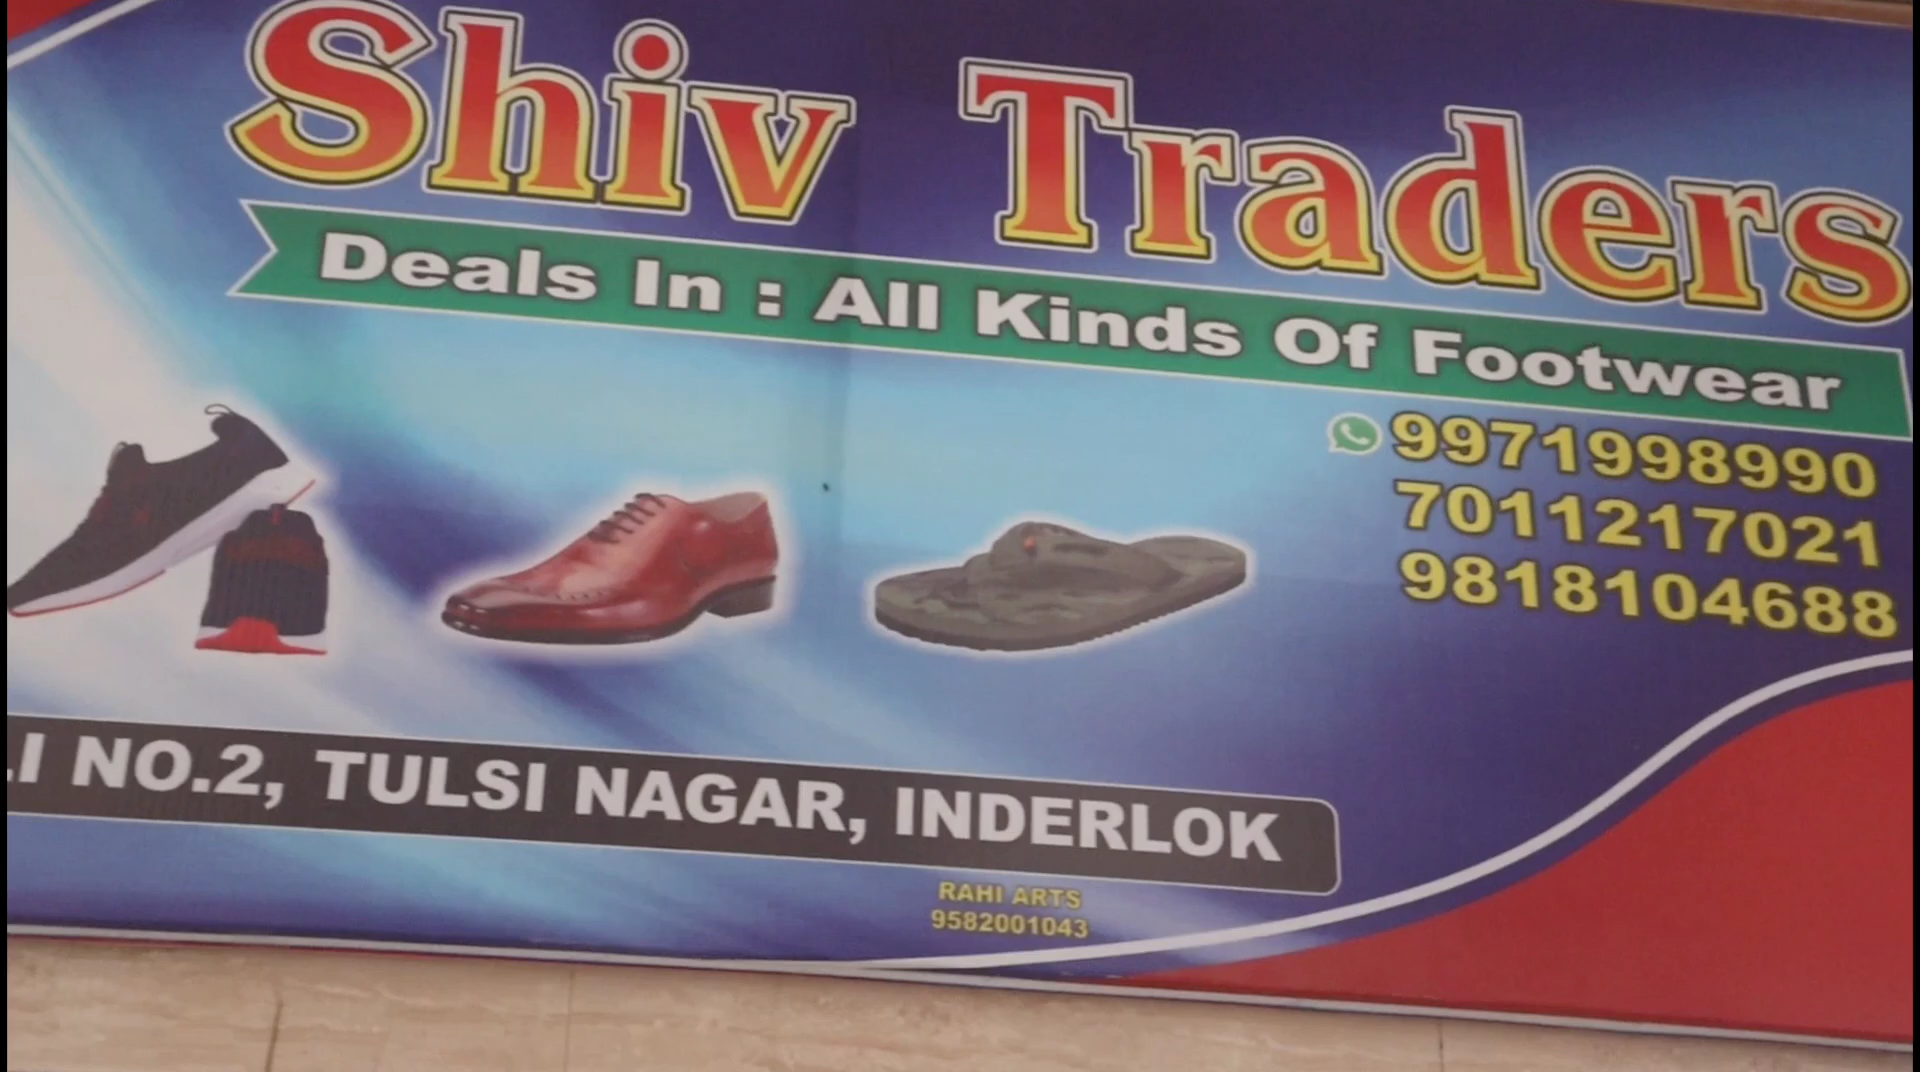 Shiv Traders
Deals In : All Kinds Of Footwear
9971998990
7011217021
9818104688
NO.2, TULSI NAGAR, INDERLOK
RAHI ARTS
9582001043